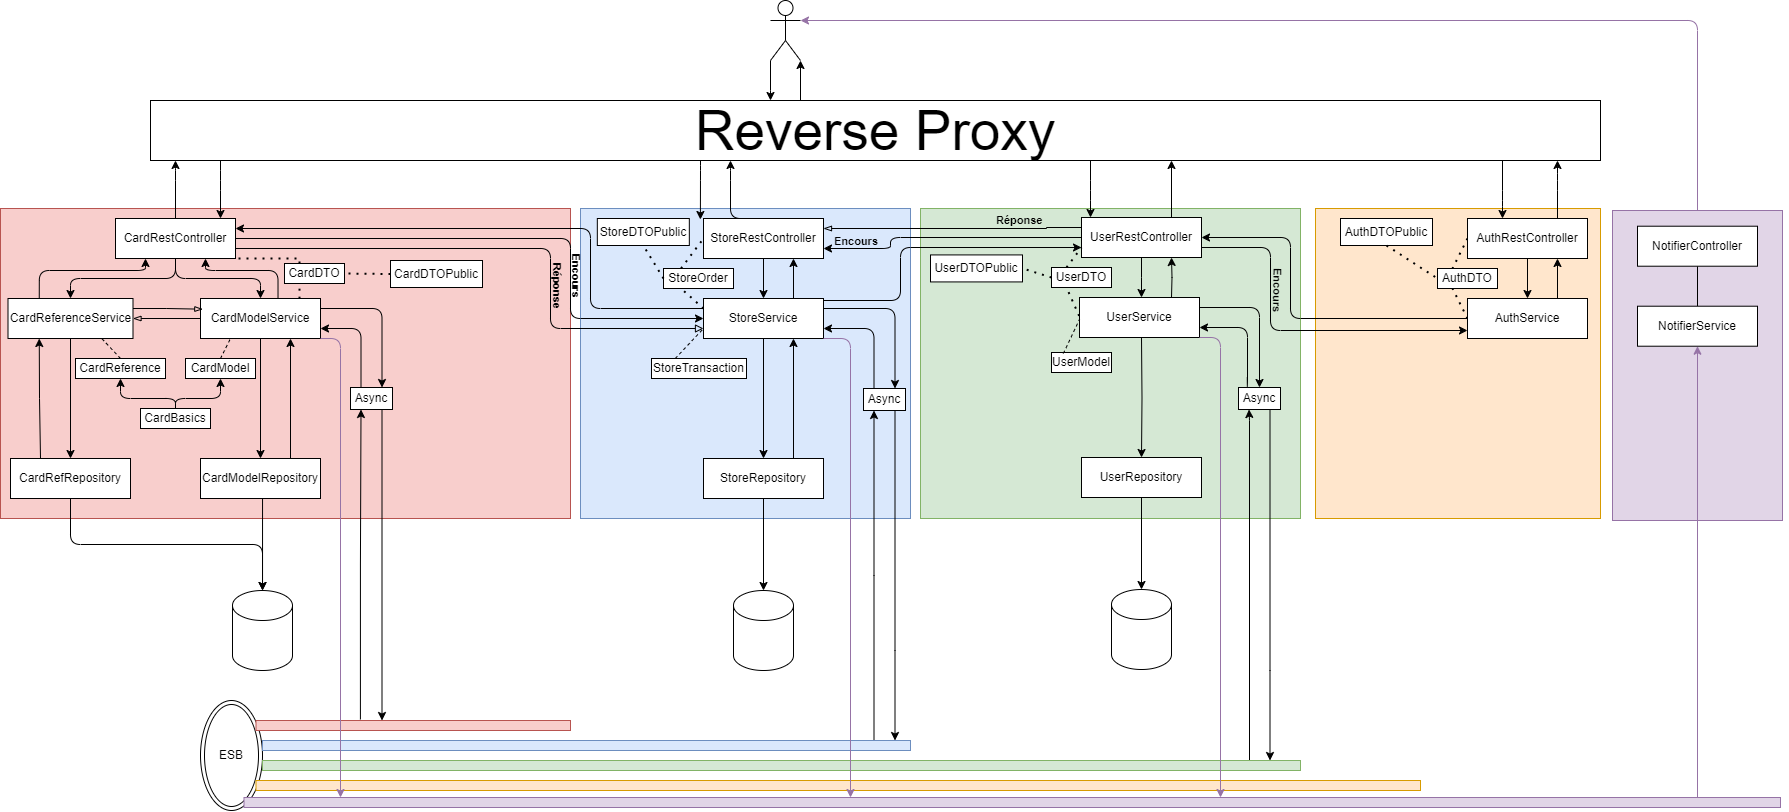 Reverse Proxy
CardRestController
CardDTO
CardDTOPublic
CardReferenceService
CardModelService
CardReference
CardModel
CardBasics
Async
CardRefRepository
CardModelRepository
Réponse
Encours
StoreDTOPublic
StoreRestController
StoreOrder
StoreService
StoreTransaction
Async
StoreRepository
Réponse
Encours
UserRestController
UserDTOPublic
UserDTO
UserService
UserModel
Async
UserRepository
Encours
AuthDTOPublic
AuthRestController
AuthDTO
AuthService
NotifierController
NotifierService
ESB